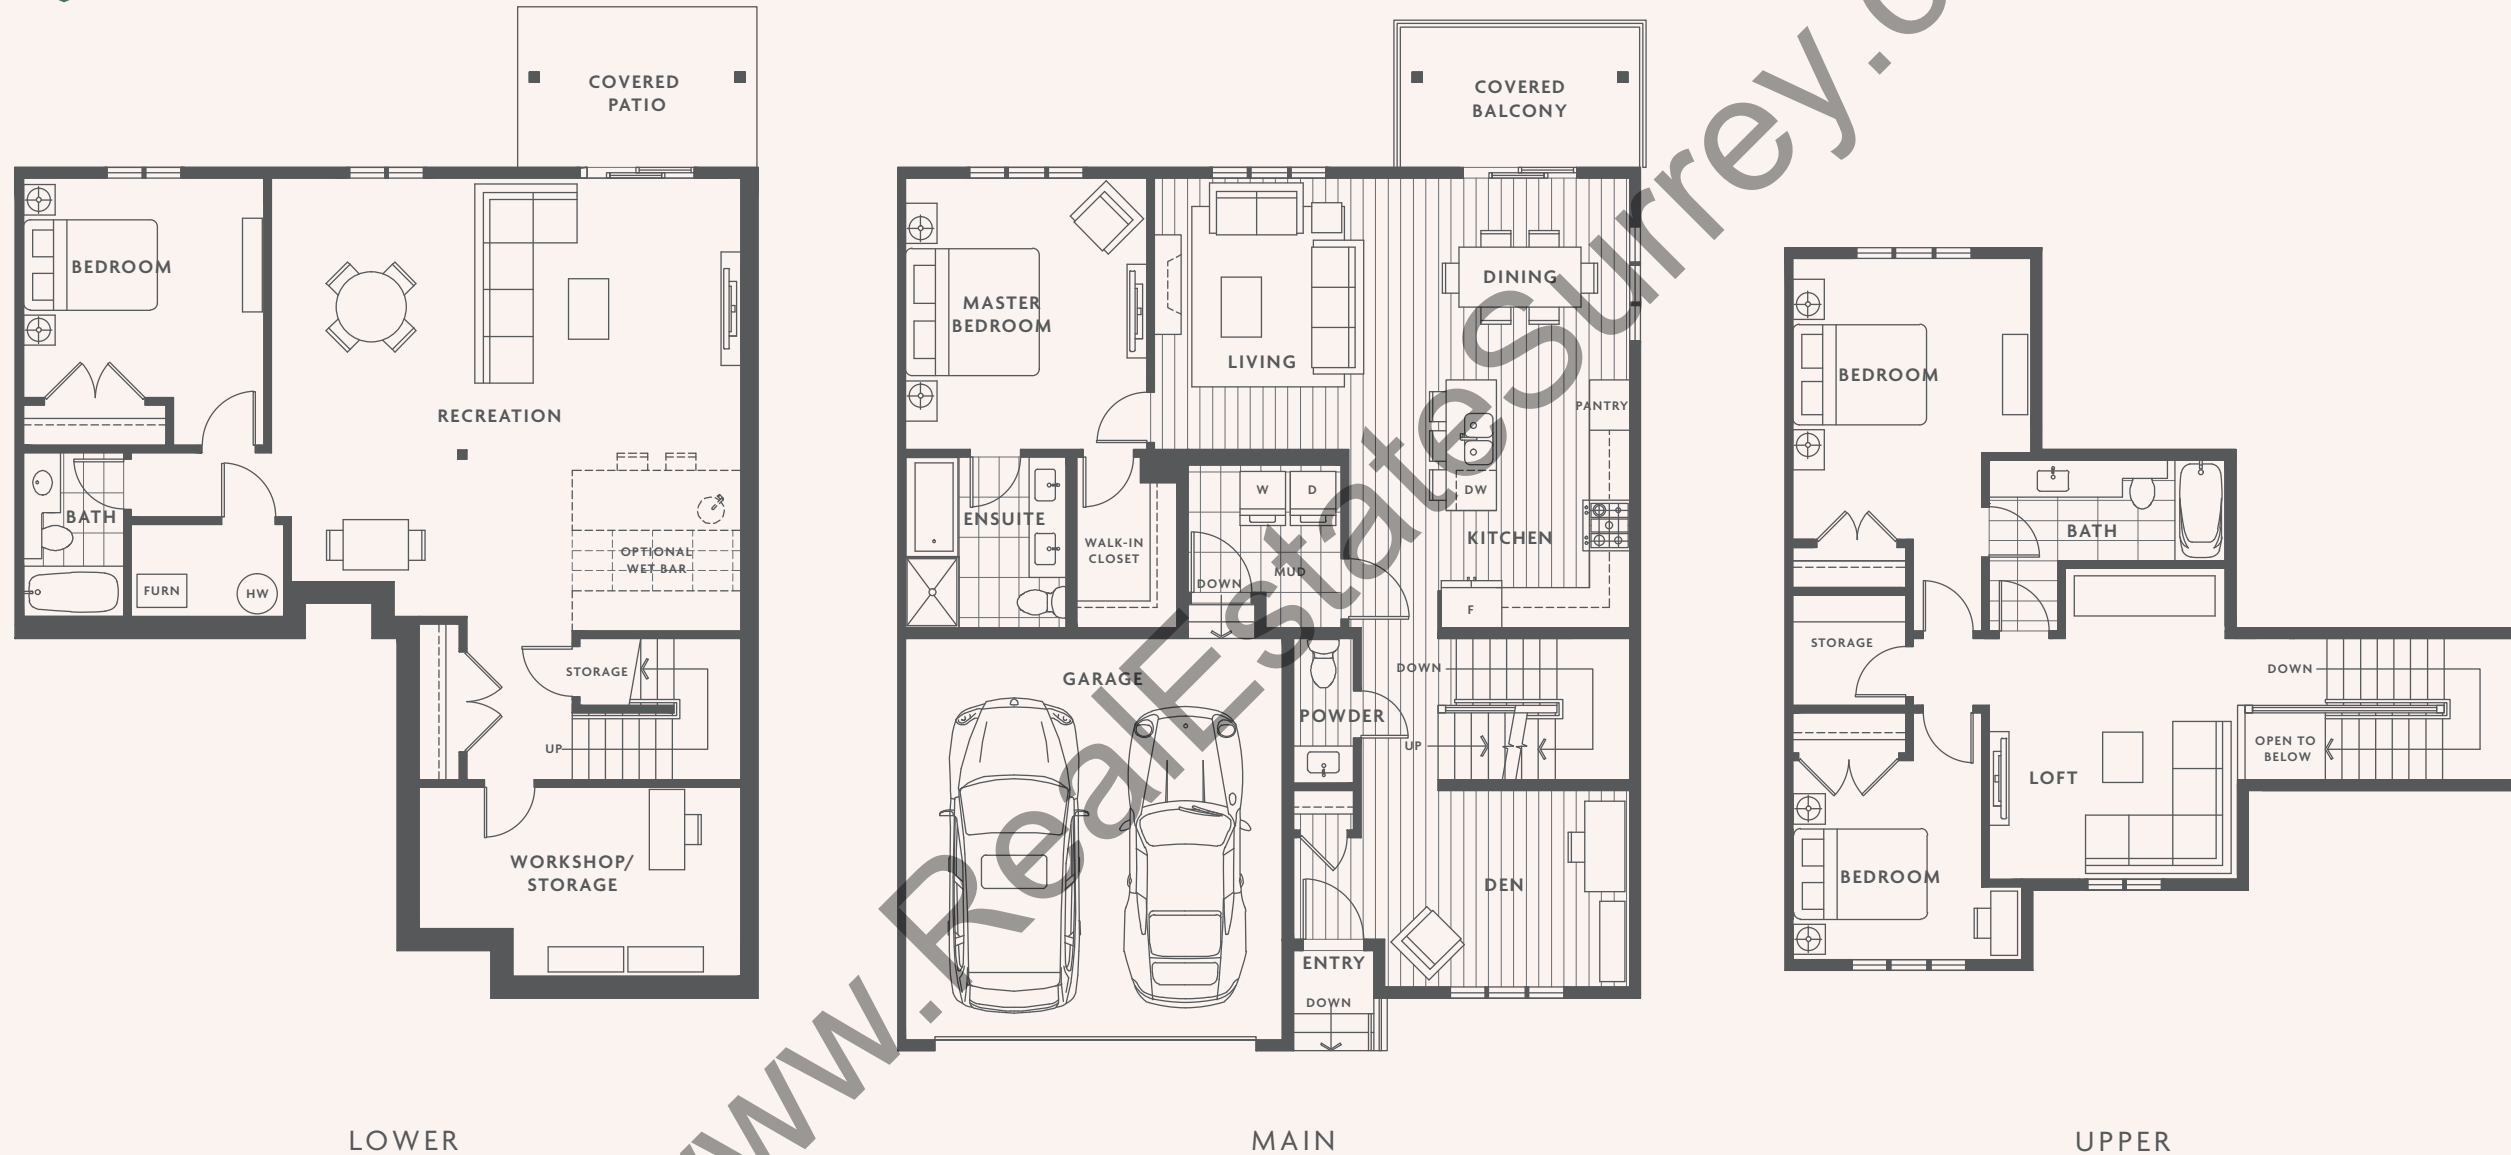 COVERED
PATIO
BEDROOM
RECREATION
BATH
OPTIONAL
WET BAR
FURN
HW
STORAGE
UP
WORKSHOP/
STORAGE
LOWER
COVERED
BALCONY
MASTER
BEDROOM
LIVING
DINING
PANTRY
W
D
DW
ENSUITE
WALK-IN
CLOSET
KITCHEN
MUD
DOWN
F
GARAGE
DOWN
POWDER
UP
DEN
ENTRY
DOWN
MAIN
BEDROOM
BATH
STORAGE
DOWN
OPEN TO
BELOW
LOFT
BEDROOM
UPPER
www.RealEstateSurrey.c